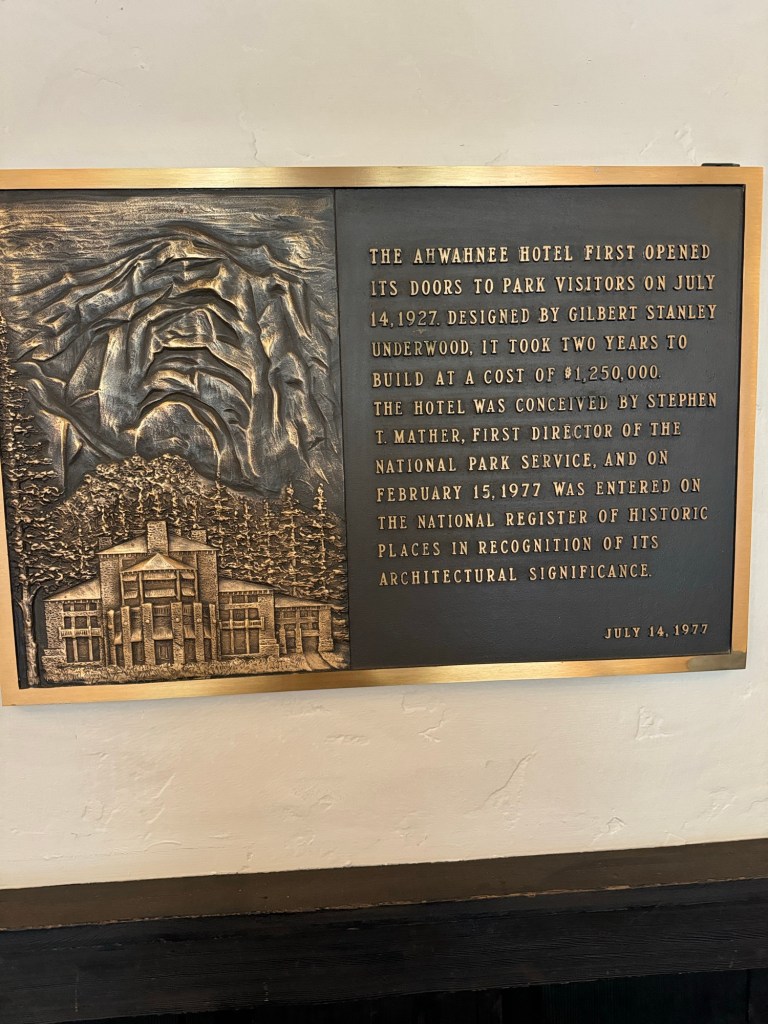 THE AHWAHNEE HOTEL FIRST OPENED
ITS DOORS TO PARK VISITORS ON JULY
14, 1927. DESIGNED BY GILBERT STANLEY
UNDERWOOD, IT TOOK TWO YEARS TO
BUILD AT A COST OF $1,250,000.
THE HOTEL WAS CONCEIVED BY STEPHEN
T. MATHER, FIRST DIRECTOR OF THE
NATIONAL PARK SERVICE, AND ON
FEBRUARY 15, 1977 WAS ENTERED ON
THE NATIONAL REGISTER OF HISTORIC
PLACES IN RECOGNITION OF ITS
ARCHITECTURAL SIGNIFICANCE.
JULY 14, 1977